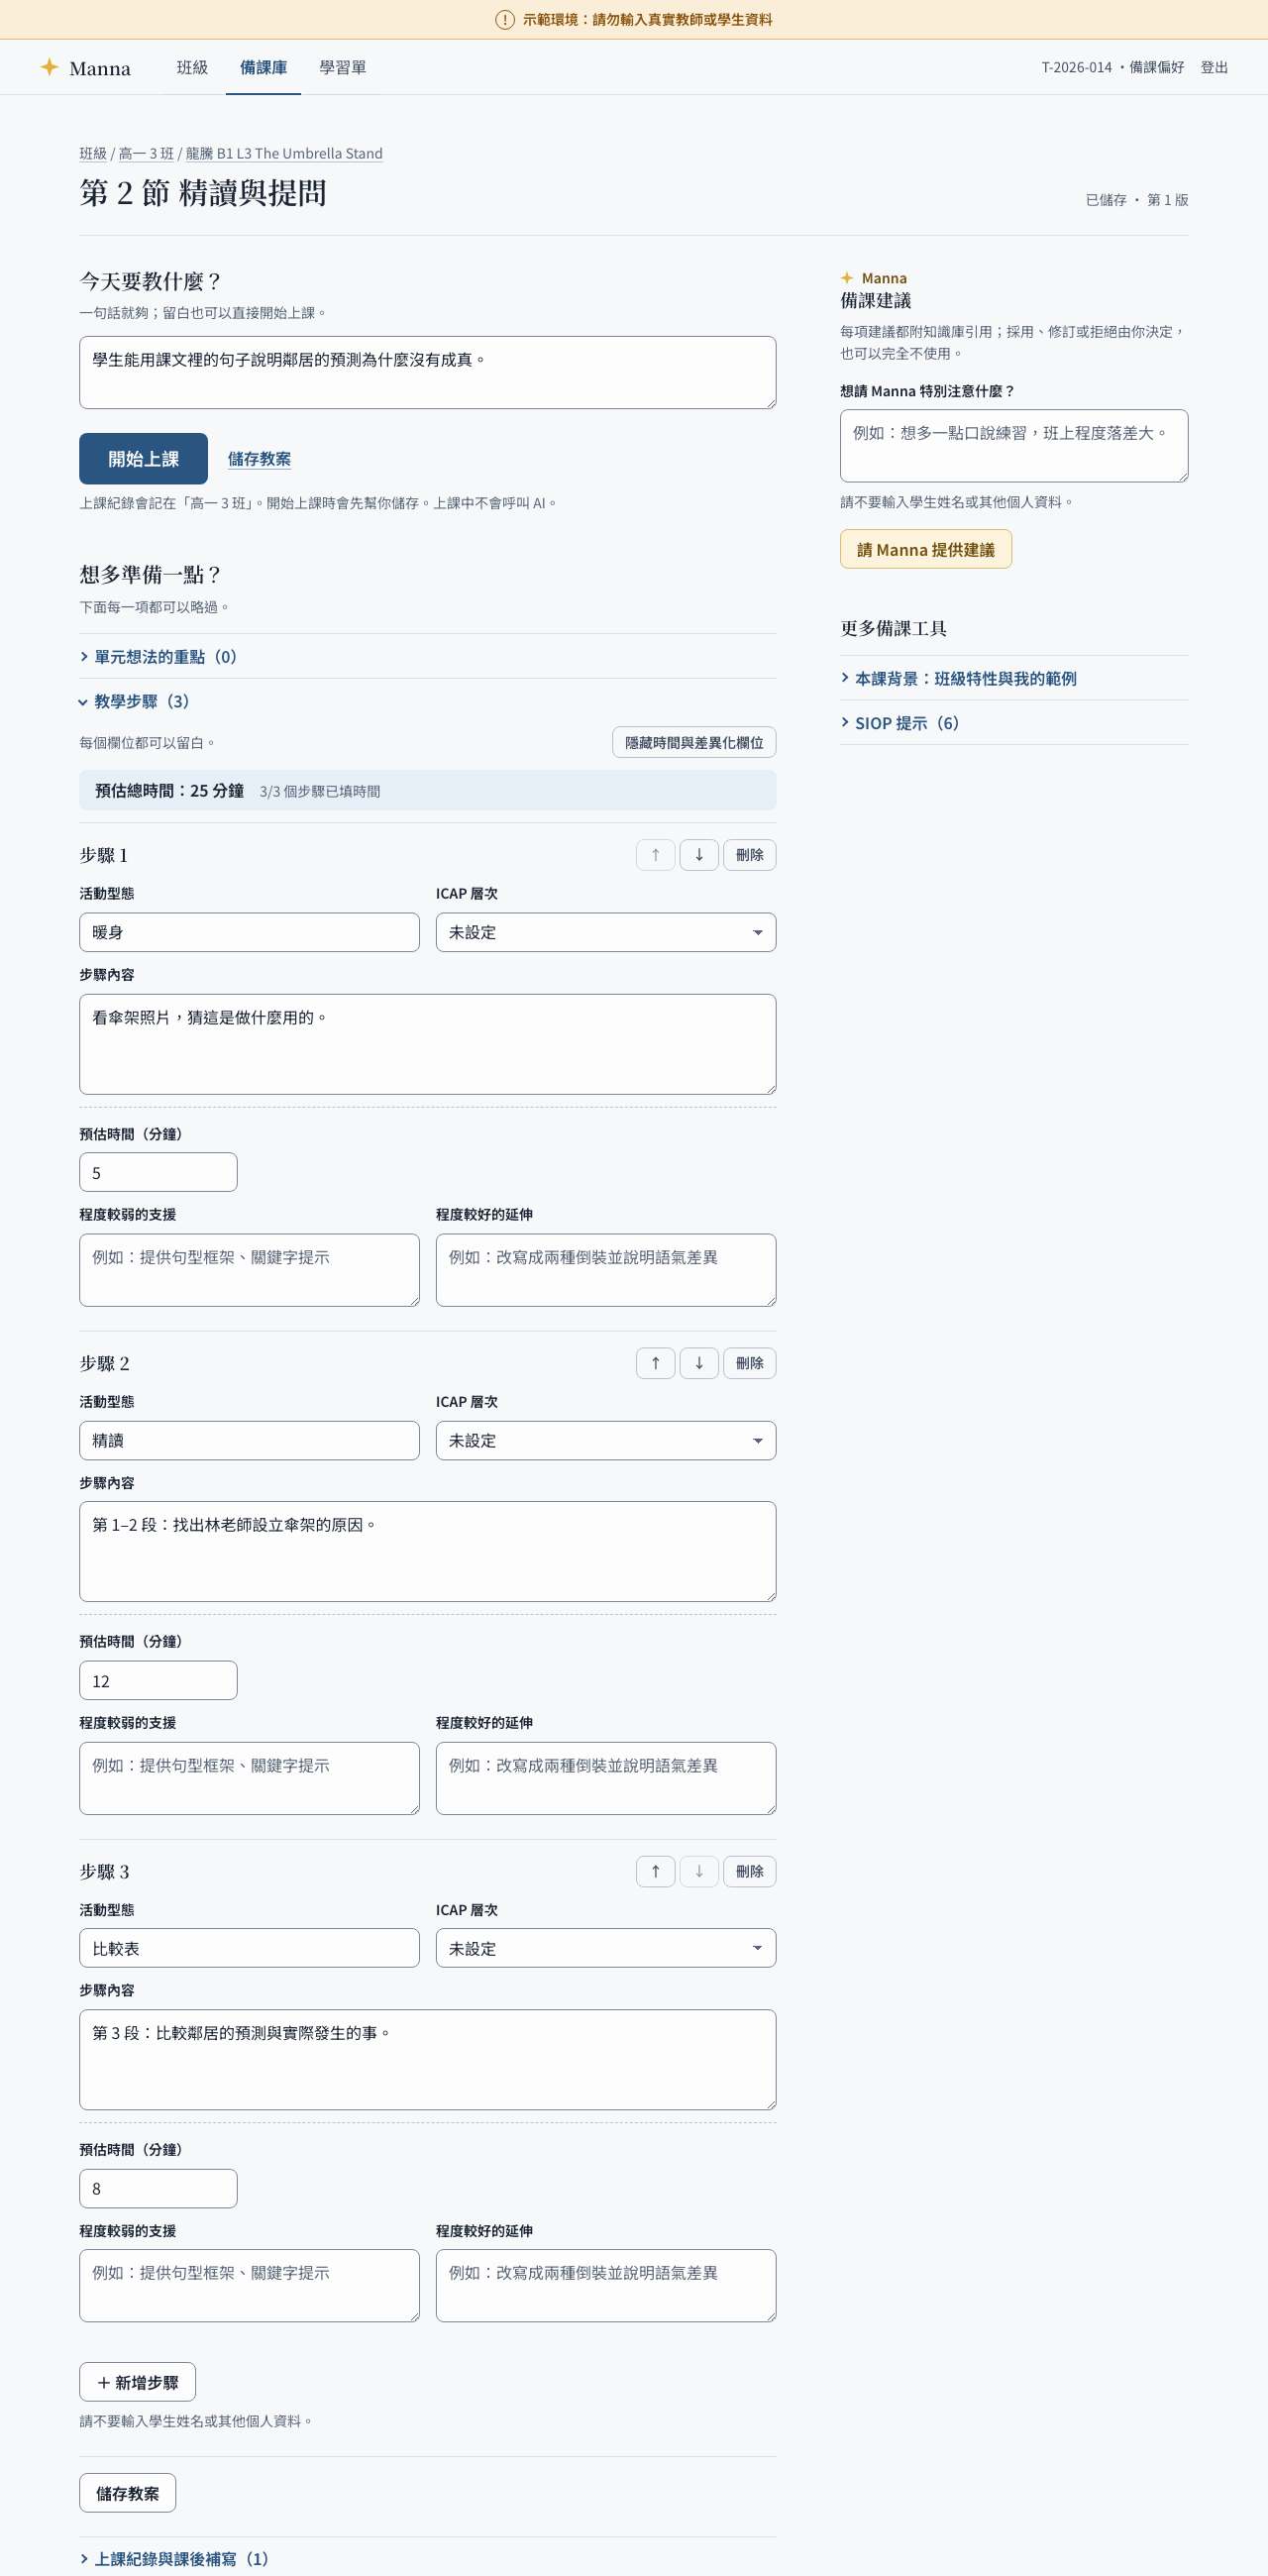 示範環境：請勿輸入真實教師或學生資料
Manna 班級 備課庫 學習單 T-2026-014 ・備課偏好 登出
班級 / 高一 3 班 / 龍騰 B1 L3 The Umbrella Stand
第 2 節 精讀與提問
已儲存 ・ 第 1 版
今天要教什麼？
一句話就夠；留白也可以直接開始上課。
學生能用課文裡的句子說明鄰居的預測為什麼沒有成真。
開始上課 儲存教案
上課紀錄會記在「高一 3 班」。開始上課時會先幫你儲存。上課中不會呼叫 AI。
想多準備一點？
下面每一項都可以略過。
單元想法的重點（0）
教學步驟（3）
每個欄位都可以留白。 隱藏時間與差異化欄位
預估總時間：25 分鐘 3/3 個步驟已填時間
步驟 1 ↑ ↓ 刪除
活動型態 ICAP 層次
暖身 未設定
步驟內容
看傘架照片，猜這是做什麼用的。
預估時間（分鐘）
5
程度較弱的支援 程度較好的延伸
例如：提供句型框架、關鍵字提示 例如：改寫成兩種倒裝並說明語氣差異
步驟 2 ↑ ↓ 刪除
活動型態 ICAP 層次
精讀 未設定
步驟內容
第 1–2 段：找出林老師設立傘架的原因。
預估時間（分鐘）
12
程度較弱的支援 程度較好的延伸
例如：提供句型框架、關鍵字提示 例如：改寫成兩種倒裝並說明語氣差異
步驟 3 ↑ ↓ 刪除
活動型態 ICAP 層次
比較表 未設定
步驟內容
第 3 段：比較鄰居的預測與實際發生的事。
預估時間（分鐘）
8
程度較弱的支援 程度較好的延伸
例如：提供句型框架、關鍵字提示 例如：改寫成兩種倒裝並說明語氣差異
＋ 新增步驟
請不要輸入學生姓名或其他個人資料。
儲存教案
上課紀錄與課後補寫（1）
Manna
備課建議
每項建議都附知識庫引用；採用、修訂或拒絕由你決定，
也可以完全不使用。
想請 Manna 特別注意什麼？
例如：想多一點口說練習，班上程度落差大。
請不要輸入學生姓名或其他個人資料。
請 Manna 提供建議
更多備課工具
本課背景：班級特性與我的範例
SIOP 提示（6）